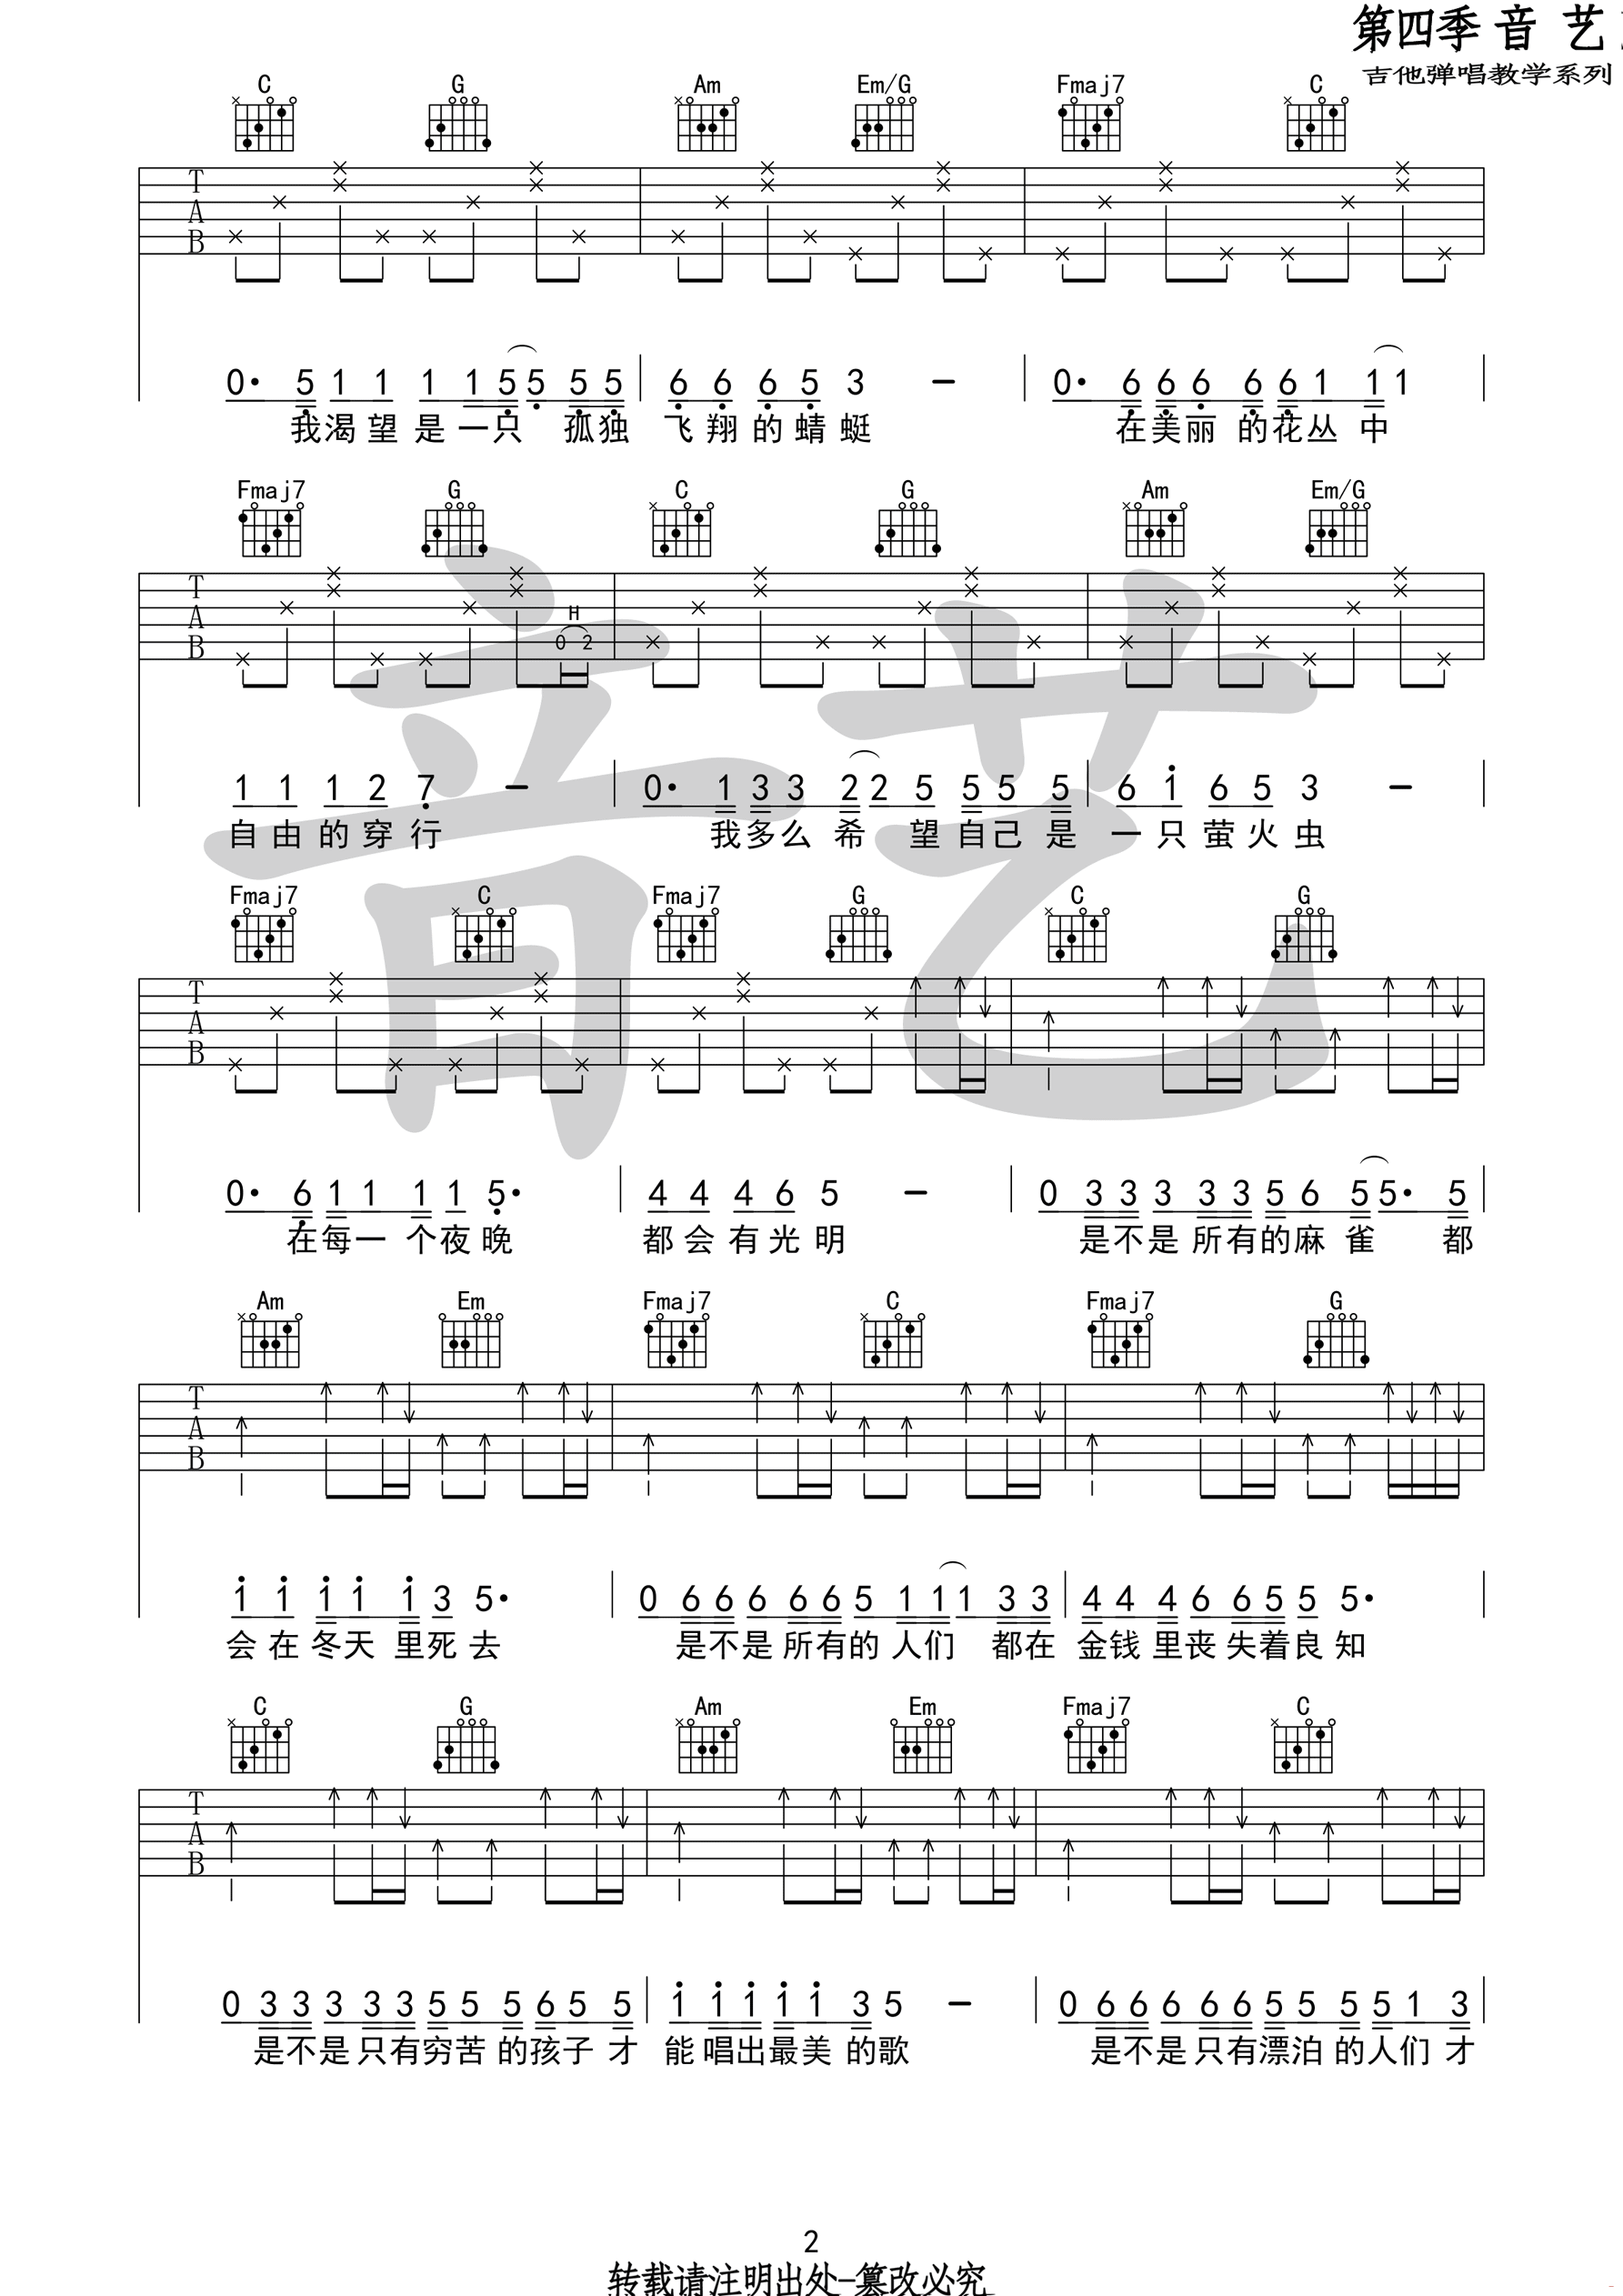 第四季 音 艺
吉他弹唱教学系列
C G Am Em/G Fmaj7 C
T
A
B
0· 5 1 1 1 1 5 5 5 5 6 6 6 5 3 – 0· 6 6 6 6 6 1 1 1
我渴望是一只 孤独 飞翔的蜻蜓 在美丽的花丛中
Fmaj7 G C G Am Em/G
T
H
A
0 2
B
1 1 1 2 7 – 0· 1 3 3 2 2 5 5 5 5 6 1 6 5 3 –
自由的穿行 我多么希 望自己是 一只萤火虫
Fmaj7 C Fmaj7 G C G
T
A
B
0· 6 1 1 1 1 5· 4 4 4 6 5 – 0 3 3 3 3 3 5 6 5 5· 5
在每一个夜晚 都会有光明 是不是所有的麻雀 都
Am Em Fmaj7 C Fmaj7 G
T
A
B
1 1 1 1 1 3 5· 0 6 6 6 6 6 5 1 1 1 3 3 4 4 4 6 6 5 5 5·
会在冬天里死去 是不是所有的人们 都在 金钱里丧失着良知
C G Am Em Fmaj7 C
T
A
B
0 3 3 3 3 3 5 5 5 6 5 5 1 1 1 1 1 3 5 – 0 6 6 6 6 6 5 5 5 5 1 3
是不是只有穷苦的孩子才 能唱出最美的歌 是不是只有漂泊的人们才
2
转载请注明出处-篡改必究
音艺